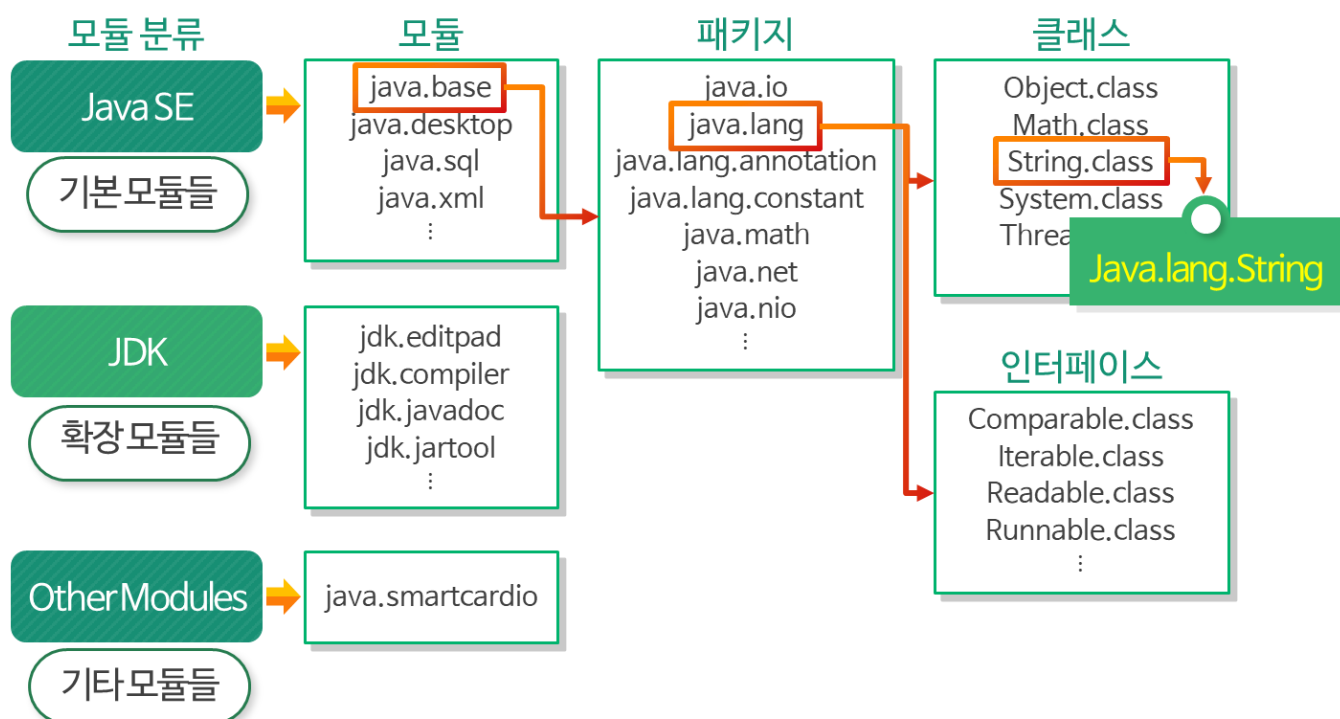 모듈 분류
Java SE
기본 모듈들
JDK
확장 모듈들
Other Modules
기타 모듈들
모듈
java.base
java.desktop
java.sql
java.xml
⋮
jdk.editpad
jdk.compiler
jdk.javadoc
jdk.jartool
⋮
java.smartcardio
패키지
java.io
java.lang
java.lang.annotation
java.lang.constant
java.math
java.net
java.nio
⋮
클래스
Object.class
Math.class
String.class
System.class
Java.lang.String
인터페이스
Comparable.class
Iterable.class
Readable.class
Runnable.class
⋮